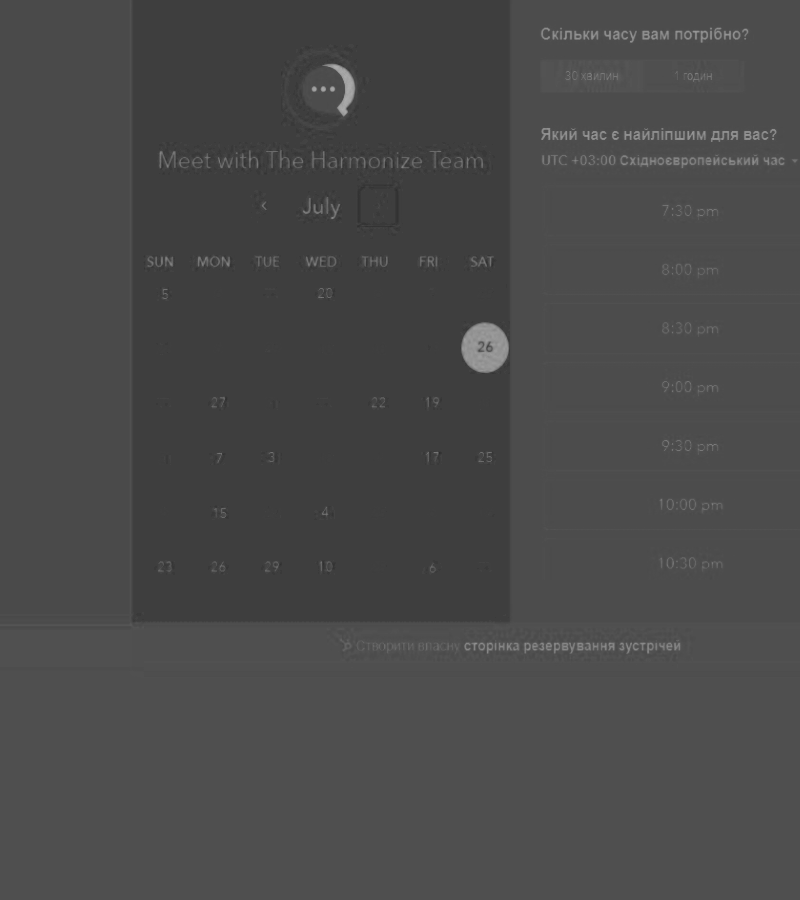 Meet with The Harmonize Team
July
SUN MON TUE WED THU FRI SAT
5 20
26
27 22 19
7 3 17 25
15 4
23 26 29 10 6
Скільки часу вам потрібно?
30 хвилин 1 годин
Який час є найліпшим для вас?
UTC +03:00 Східноєвропейський час
7:30 pm
8:00 pm
8:30 pm
9:00 pm
9:30 pm
10:00 pm
10:30 pm
Створити власну сторінка резервування зустрічей